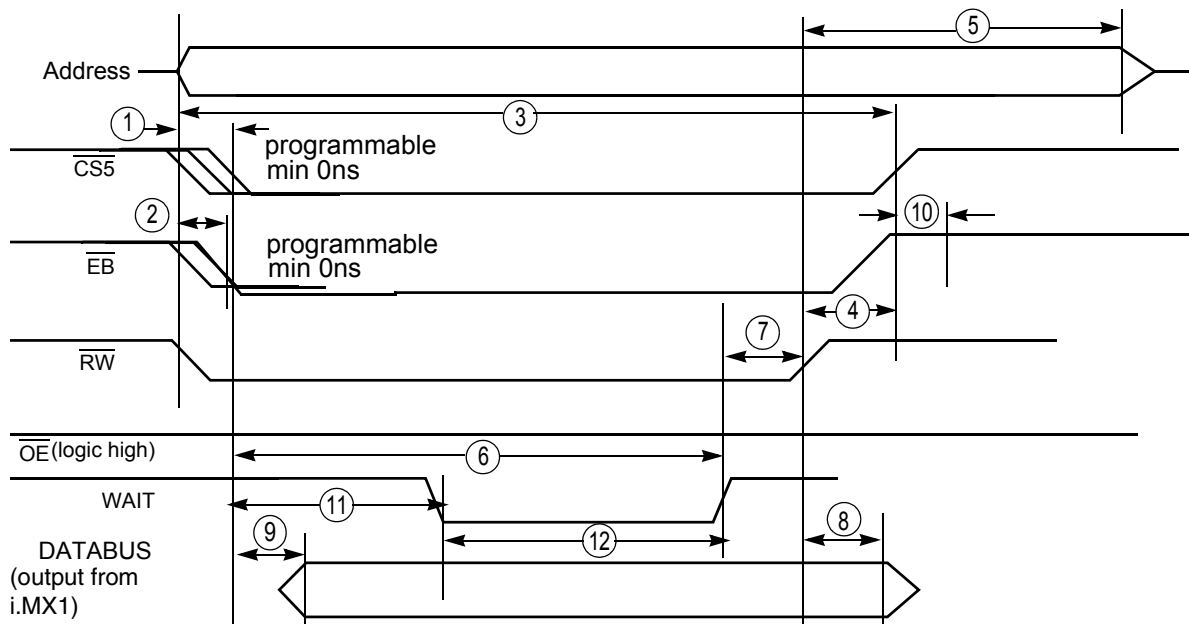 5
Address
3
1
programmable
min 0ns
CS5
2
10
programmable
min 0ns
EB
4
7
RW
OE (logic high)
6
WAIT
11
8
9
12
DATABUS
(output from
i.MX1)